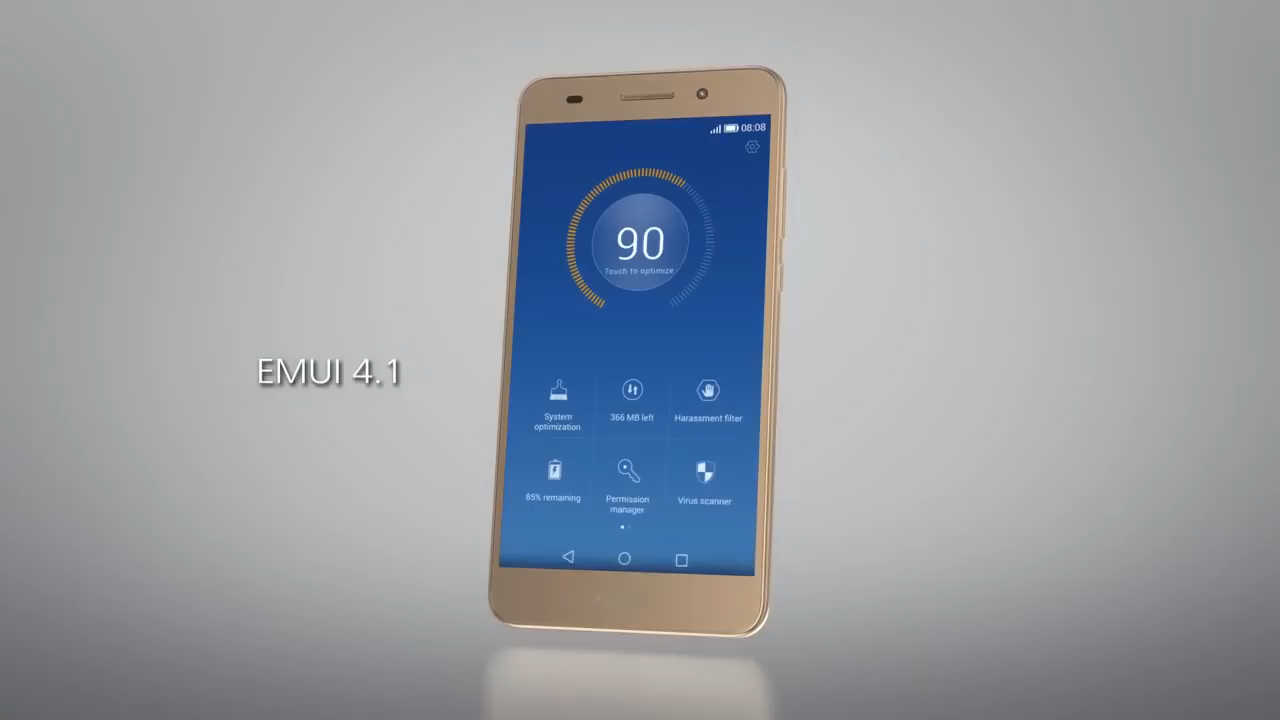 08:08
90
Touch to optimize
EMUI 4.1
System
optimization
366 MB left
Harassment filter
85% remaining
Permission
manager
Virus scanner